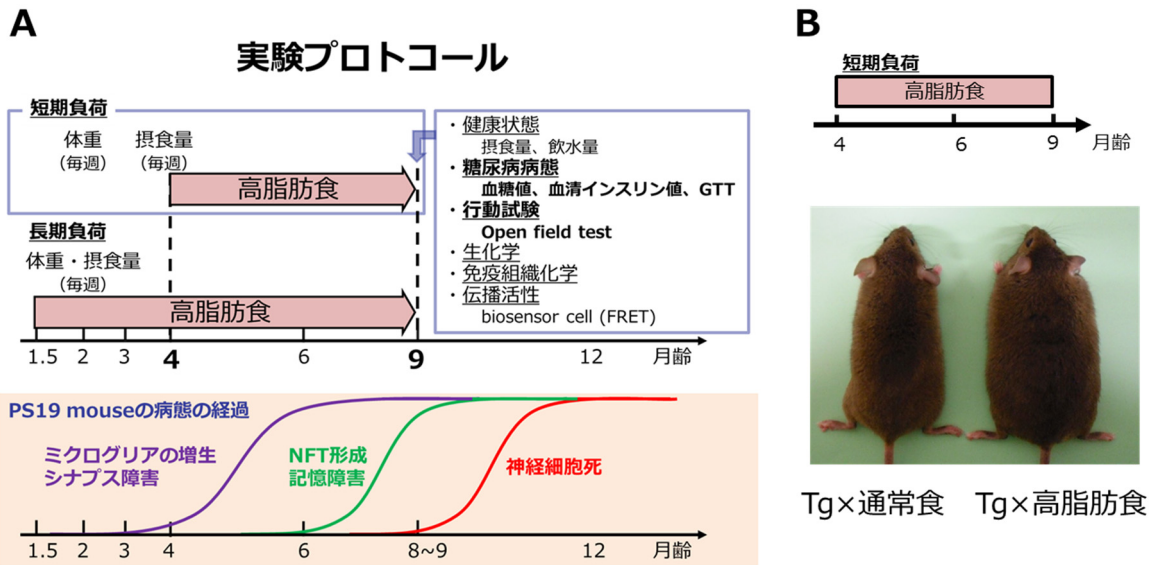 A
実験プロトコール
短期負荷
体重
（毎週）
摂食量
（毎週）
高脂肪食
長期負荷
体重・摂食量
（毎週）
高脂肪食
1.5 2 3 4 6 9 12 月齢
・健康状態
摂食量、飲水量
・糖尿病病態
血糖値、血清インスリン値、GTT
・行動試験
Open field test
・生化学
・免疫組織化学
・伝播活性
biosensor cell (FRET)
PS19 mouseの病態の経過
ミクログリアの増生
シナプス障害
NFT形成
記憶障害
神経細胞死
1.5 2 3 4 6 8~9 12 月齢
B
短期負荷
高脂肪食
4 6 9 月齢
Tg×通常食 Tg×高脂肪食